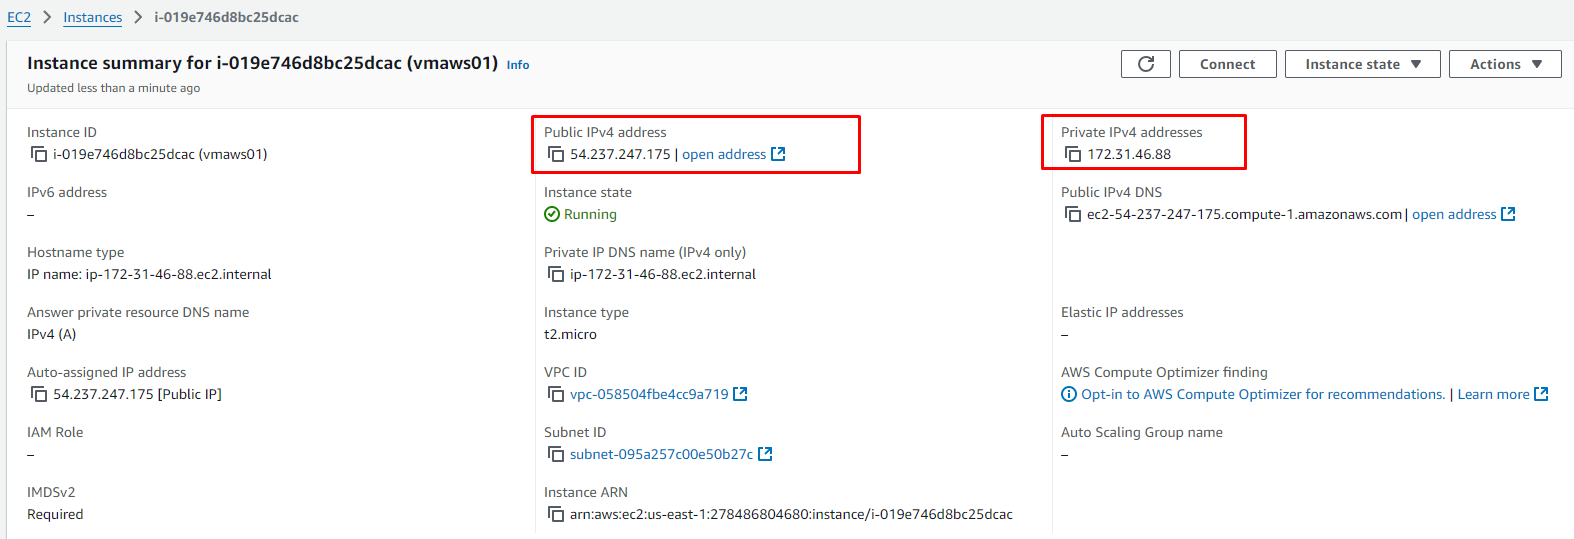 EC2 > Instances > i-019e746d8bc25dcac
Instance summary for i-019e746d8bc25dcac (vmaws01) Info
Updated less than a minute ago
Connect
Instance state
Actions
Instance ID
i-019e746d8bc25dcac (vmaws01)
Public IPv4 address
54.237.247.175 | open address
Private IPv4 addresses
172.31.46.88
IPv6 address
–
Instance state
Running
Public IPv4 DNS
ec2-54-237-247-175.compute-1.amazonaws.com | open address
Hostname type
IP name: ip-172-31-46-88.ec2.internal
Private IP DNS name (IPv4 only)
ip-172-31-46-88.ec2.internal
Answer private resource DNS name
IPv4 (A)
Instance type
t2.micro
Elastic IP addresses
–
Auto-assigned IP address
54.237.247.175 [Public IP]
VPC ID
vpc-058504fbe4cc9a719
AWS Compute Optimizer finding
Opt-in to AWS Compute Optimizer for recommendations. | Learn more
IAM Role
–
Subnet ID
subnet-095a257c00e50b27c
Auto Scaling Group name
–
IMDSv2
Required
Instance ARN
arn:aws:ec2:us-east-1:278486804680:instance/i-019e746d8bc25dcac